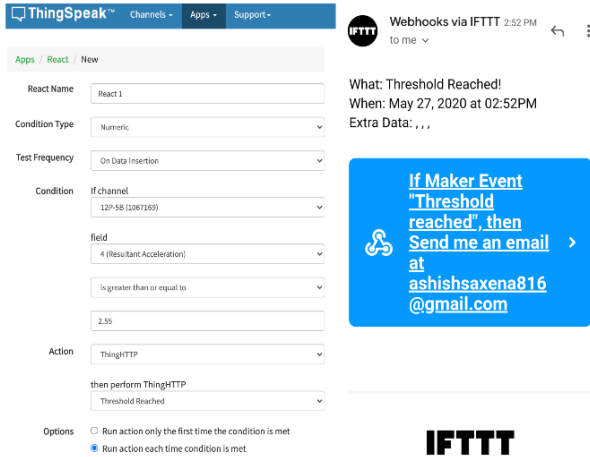 ThingSpeak™ Channels Apps Support
Apps / React / New
React Name React 1
Condition Type Numeric
Test Frequency On Data Insertion
Condition If channel
12P-5B (1067169)
field
4 (Resultant Acceleration)
is greater than or equal to
2.55
Action ThingHTTP
then perform ThingHTTP
Threshold Reached
Options Run action only the first time the condition is met
Run action each time condition is met
IFTTT
Webhooks via IFTTT 2:52 PM
to me
What: Threshold Reached!
When: May 27, 2020 at 02:52PM
Extra Data: , , ,
If Maker Event
"Threshold
reached", then
Send me an email
at
ashishsaxena816
@gmail.com
IFTTT